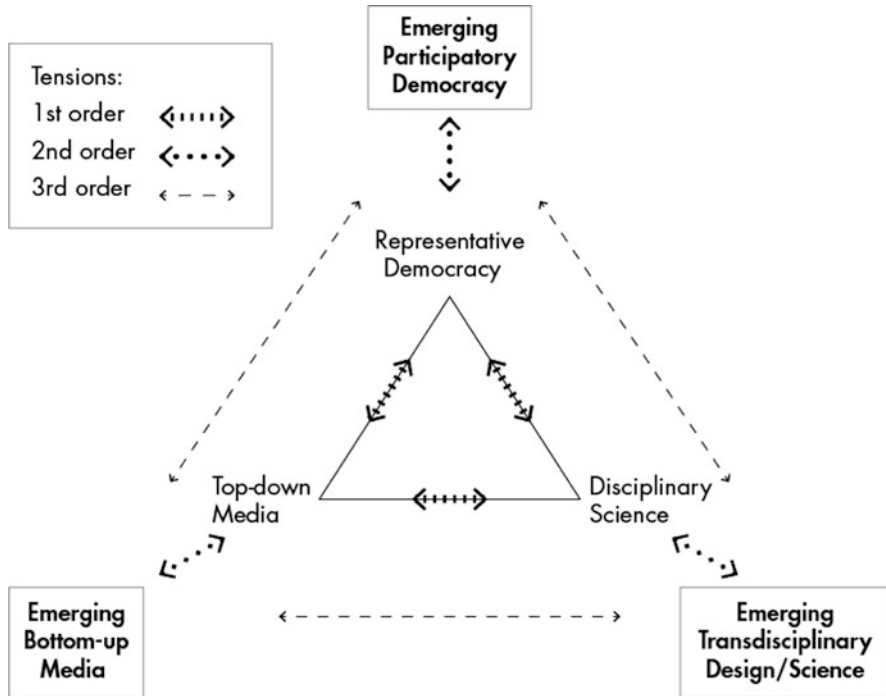 Emerging
Participatory
Democracy
Tensions:
1st order
2nd order
3rd order
Representative
Democracy
Top-down
Media
Disciplinary
Science
Emerging
Bottom-up
Media
Emerging
Transdisciplinary
Design/Science